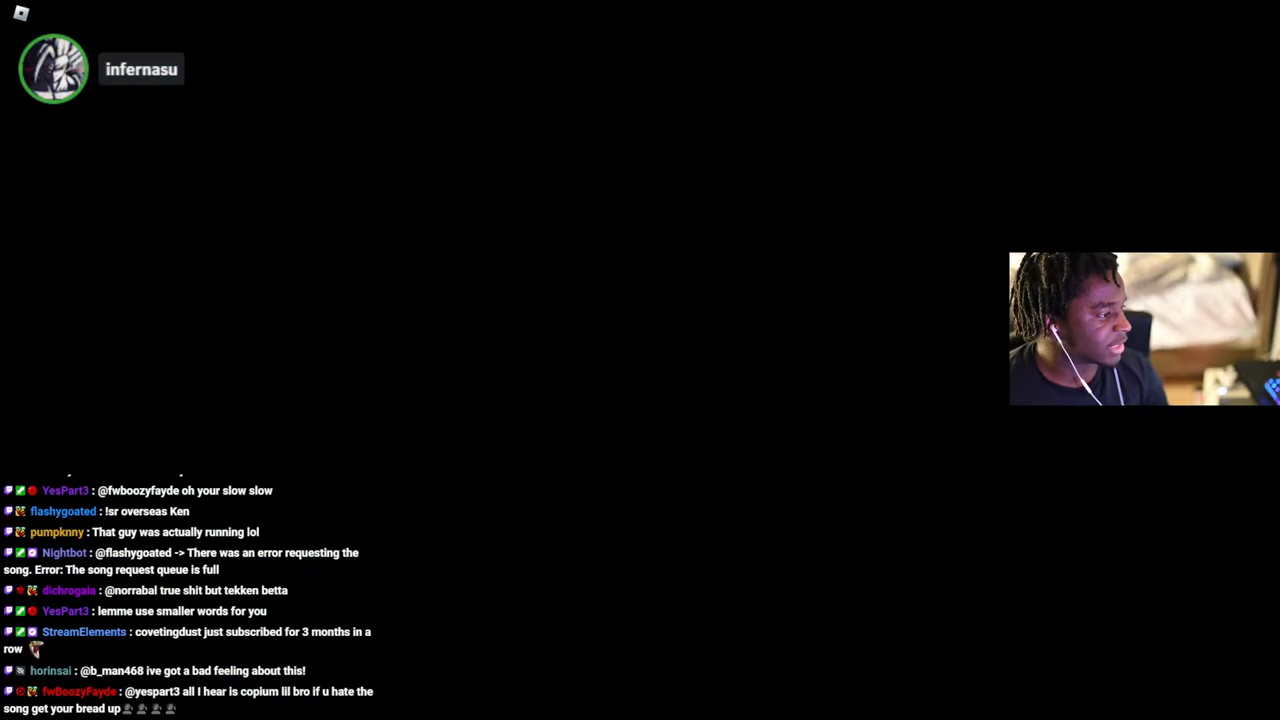 infernasu
YesPart3 : @fwboozyfayde oh your slow slow
flashygoated : !sr overseas Ken
pumpknny : That guy was actually running lol
Nightbot : @flashygoated -> There was an error requesting the
song. Error: The song request queue is full
dichrogaia : @norrabal true shit but tekken betta
YesPart3 : lemme use smaller words for you
StreamElements : covetingdust just subscribed for 3 months in a
row
horinsai : @b_man468 ive got a bad feeling about this!
fwBoozyFayde : @yespart3 all I hear is copium lil bro if u hate the
song get your bread up